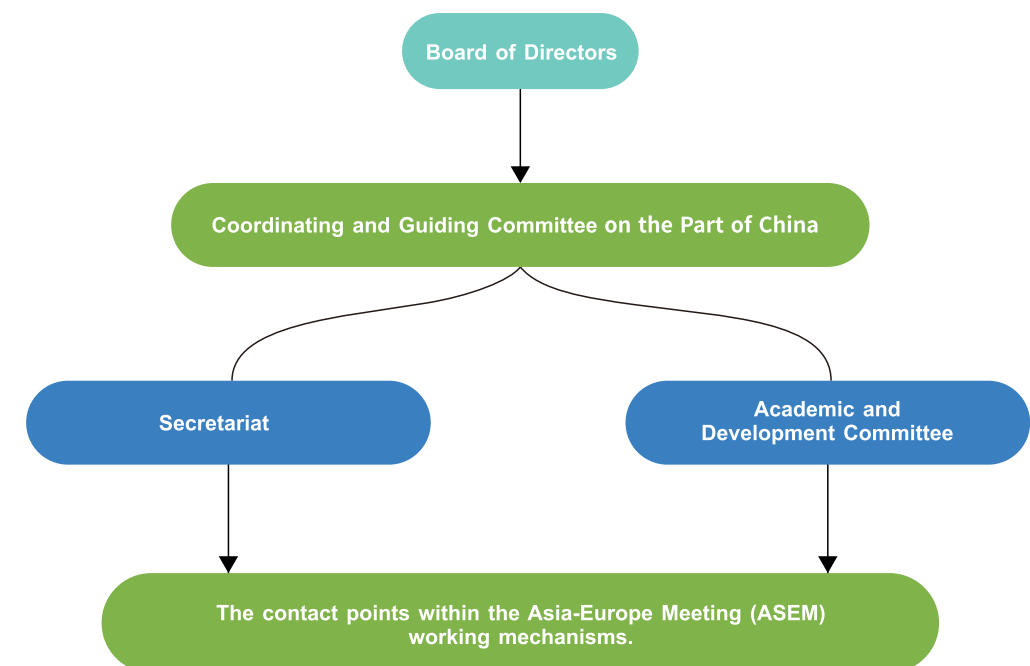 Board of Directors
Coordinating and Guiding Committee on the Part of China
Secretariat
Academic and
Development Committee
The contact points within the Asia-Europe Meeting (ASEM)
working mechanisms.